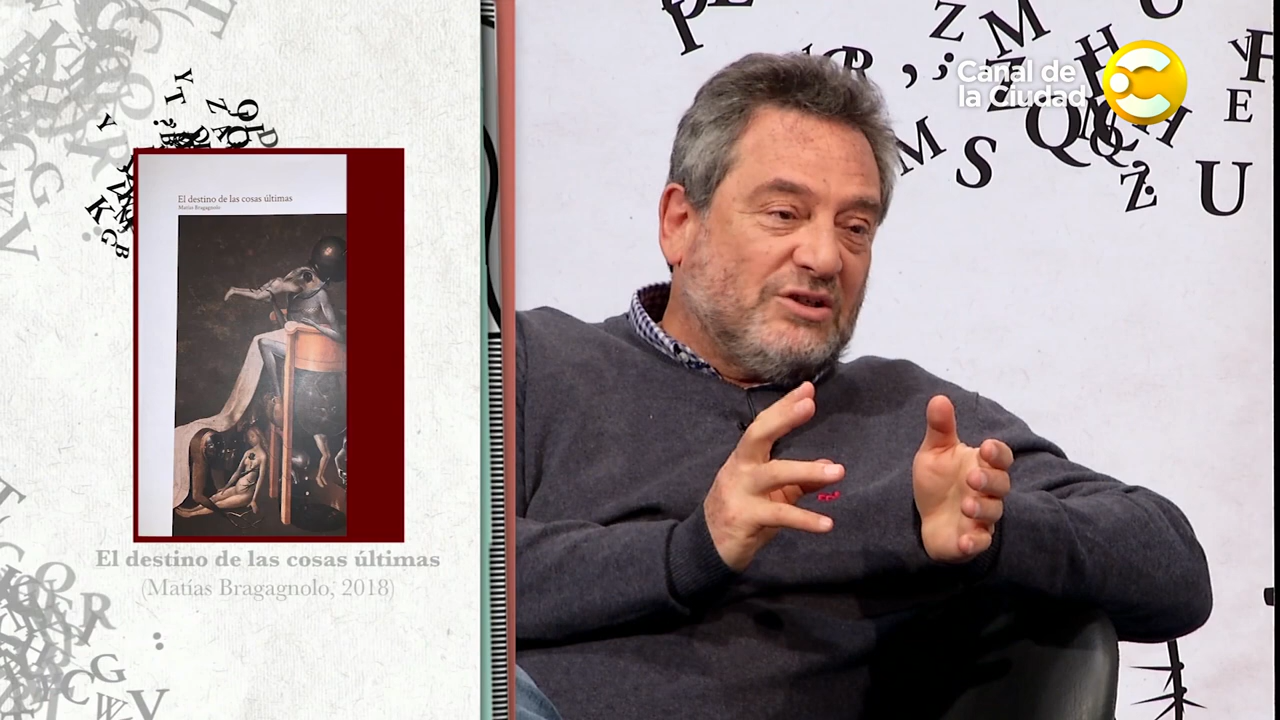 El destino de las cosas últimas
Matías Bragagnolo
El destino de las cosas últimas
(Matías Bragagnolo, 2018)
Canal de
la Ciudad